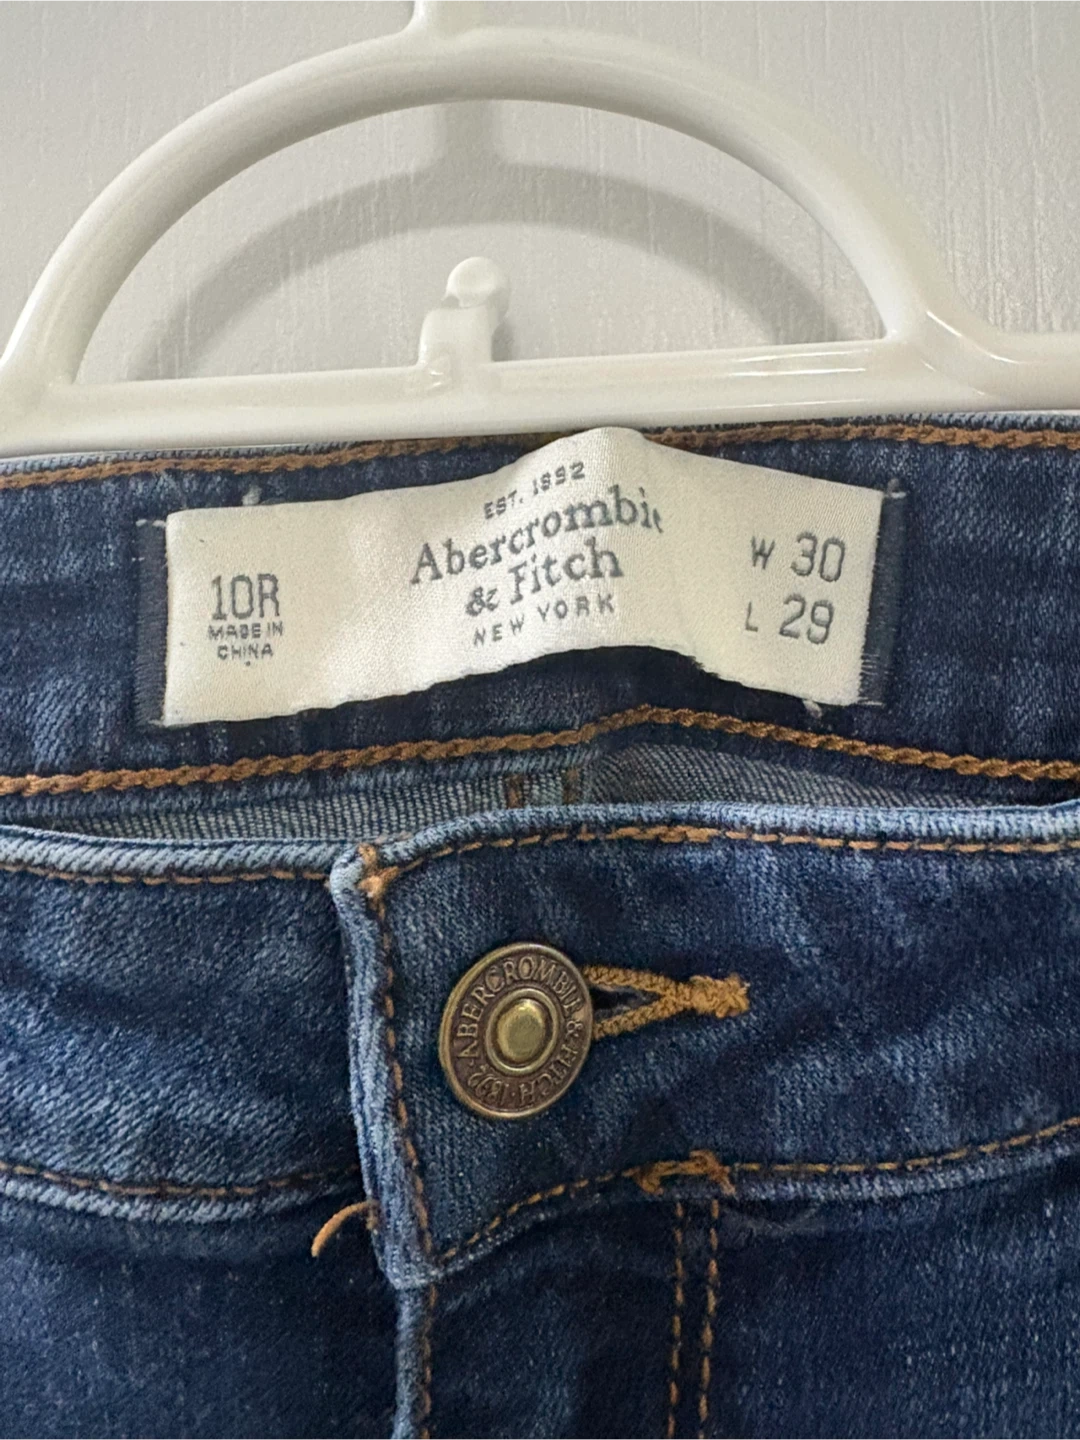 EST. 1892
Abercrombie
& Fitch
NEW YORK
10R
MADE IN
CHINA
W 30
L 29
ABERCROMBIE & FITCH · 1892 ·